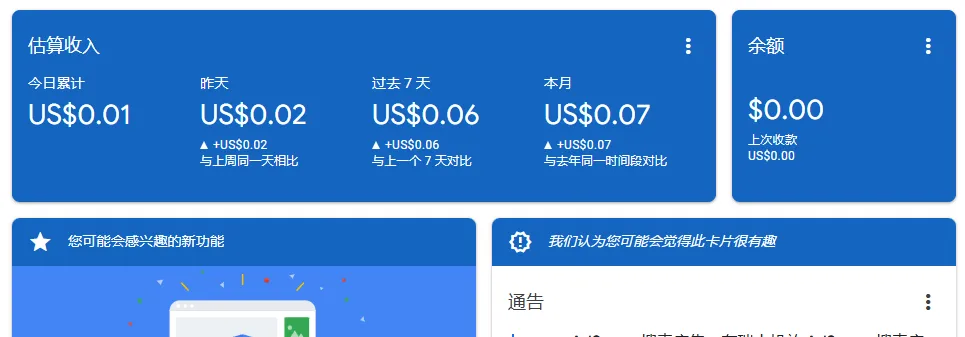 估算收入
余额
今日累计
昨天
过去 7 天
本月
US$0.01
US$0.02
US$0.06
US$0.07
$0.00
▲ +US$0.02
▲ +US$0.06
▲ +US$0.07
上次收款
与上周同一天相比
与上一个 7 天对比
与去年同一时间段对比
US$0.00
您可能会感兴趣的新功能
我们认为您可能会觉得此卡片很有趣
通告